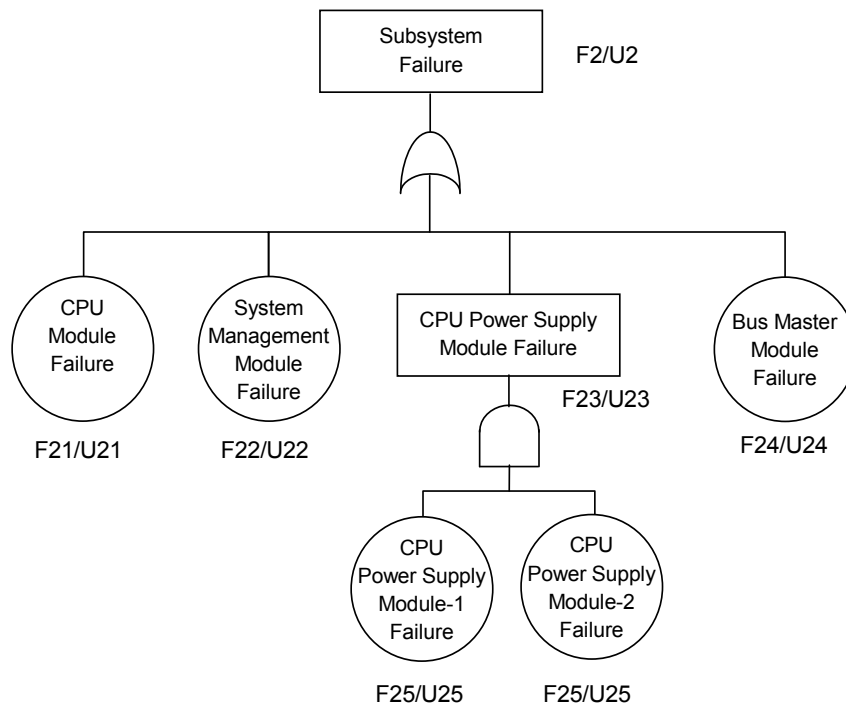 Subsystem
Failure
F2/U2
CPU
Module
Failure
F21/U21
System
Management
Module
Failure
F22/U22
CPU Power Supply
Module Failure
F23/U23
Bus Master
Module
Failure
F24/U24
CPU
Power Supply
Module-1
Failure
F25/U25
CPU
Power Supply
Module-2
Failure
F25/U25